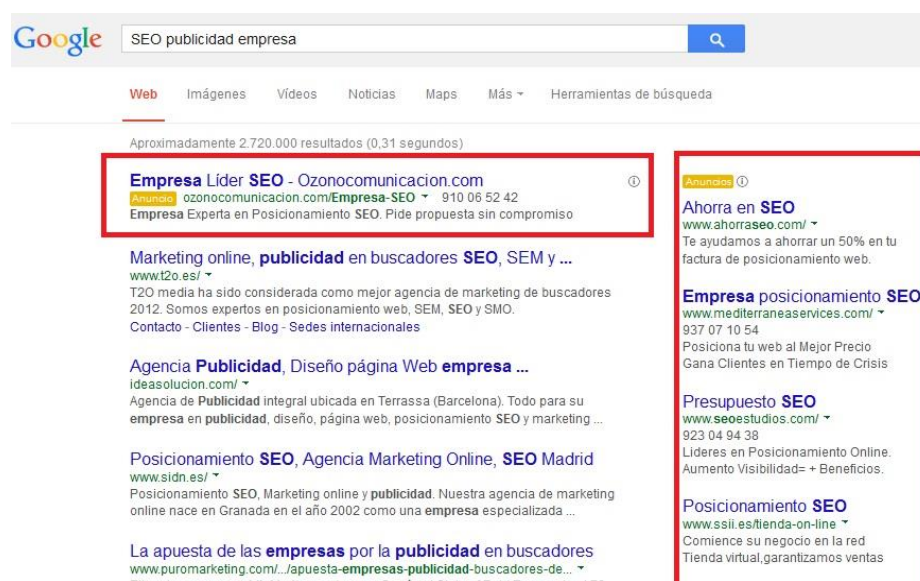 Google
SEO publicidad empresa
Web Imágenes Vídeos Noticias Maps Más Herramientas de búsqueda
Aproximadamente 2.720.000 resultados (0,31 segundos)
Empresa Líder SEO - Ozonocomunicacion.com
Anuncio ozonocomunicacion.com/Empresa-SEO 910 06 52 42
Empresa Experta en Posicionamiento SEO. Pide propuesta sin compromiso
Marketing online, publicidad en buscadores SEO, SEM y ...
www.t2o.es/
T2O media ha sido considerada como mejor agencia de marketing de buscadores
2012. Somos expertos en posicionamiento web, SEM, SEO y SMO.
Contacto - Clientes - Blog - Sedes internacionales
Agencia Publicidad, Diseño página Web empresa ...
ideasolucion.com/
Agencia de Publicidad integral ubicada en Terrassa (Barcelona). Todo para su
empresa en publicidad, diseño, página web, posicionamiento SEO y marketing ...
Posicionamiento SEO, Agencia Marketing Online, SEO Madrid
www.sidn.es/
Posicionamiento SEO, Marketing online y publicidad. Nuestra agencia de marketing
online nace en Granada en el año 2002 como una empresa especializada ...
La apuesta de las empresas por la publicidad en buscadores
www.puromarketing.com/.../apuesta-empresas-publicidad-buscadores-de...
Anuncios
Ahorra en SEO
www.ahorraseo.com/
Te ayudamos a ahorrar un 50% en tu
factura de posicionamiento web.
Empresa posicionamiento SEO
www.mediterraneaservices.com/
937 07 10 54
Posiciona tu web al Mejor Precio
Gana Clientes en Tiempo de Crisis
Presupuesto SEO
www.seoestudios.com/
923 04 94 38
Lideres en Posicionamiento Online.
Aumento Visibilidad= + Beneficios.
Posicionamiento SEO
www.ssii.es/tienda-on-line
Comience su negocio en la red
Tienda virtual,garantizamos ventas